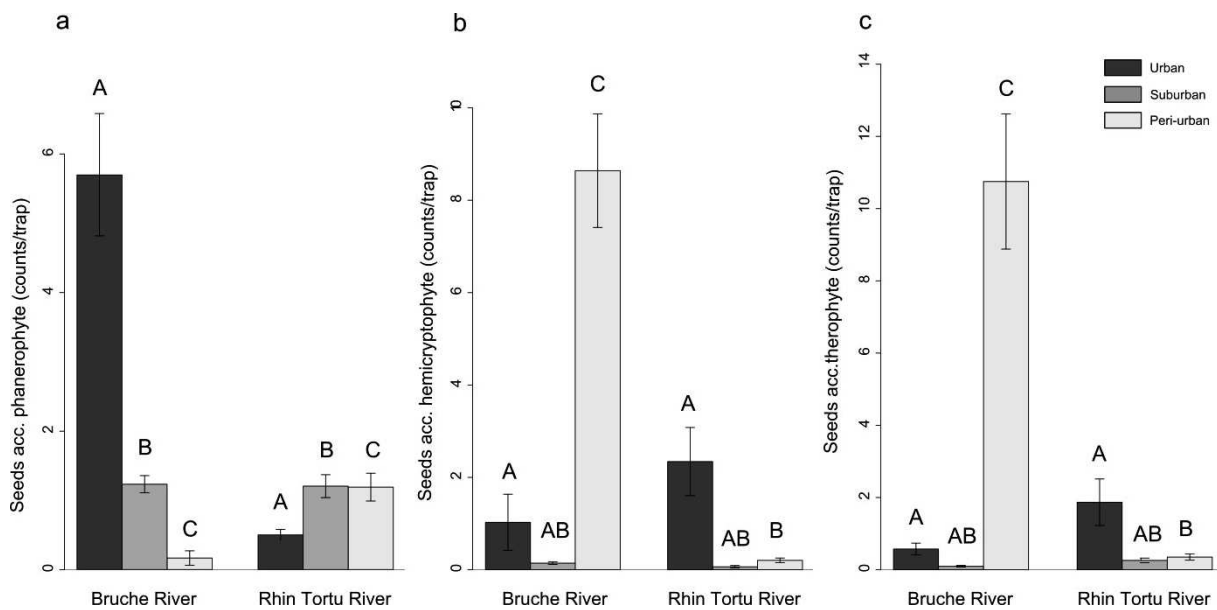 a
b
c
Seeds acc. phanerophyte (counts/trap)
0
2
4
6
A
B
C
A
B
C
Bruche River
Rhin Tortu River
Seeds acc. hemicryptophyte (counts/trap)
0
2
4
6
8
10
A
AB
C
A
AB
B
Bruche River
Rhin Tortu River
Seeds acc.therophyte (counts/trap)
0
2
4
6
8
10
12
14
A
AB
C
A
AB
B
Bruche River
Rhin Tortu River
Urban
Suburban
Peri-urban